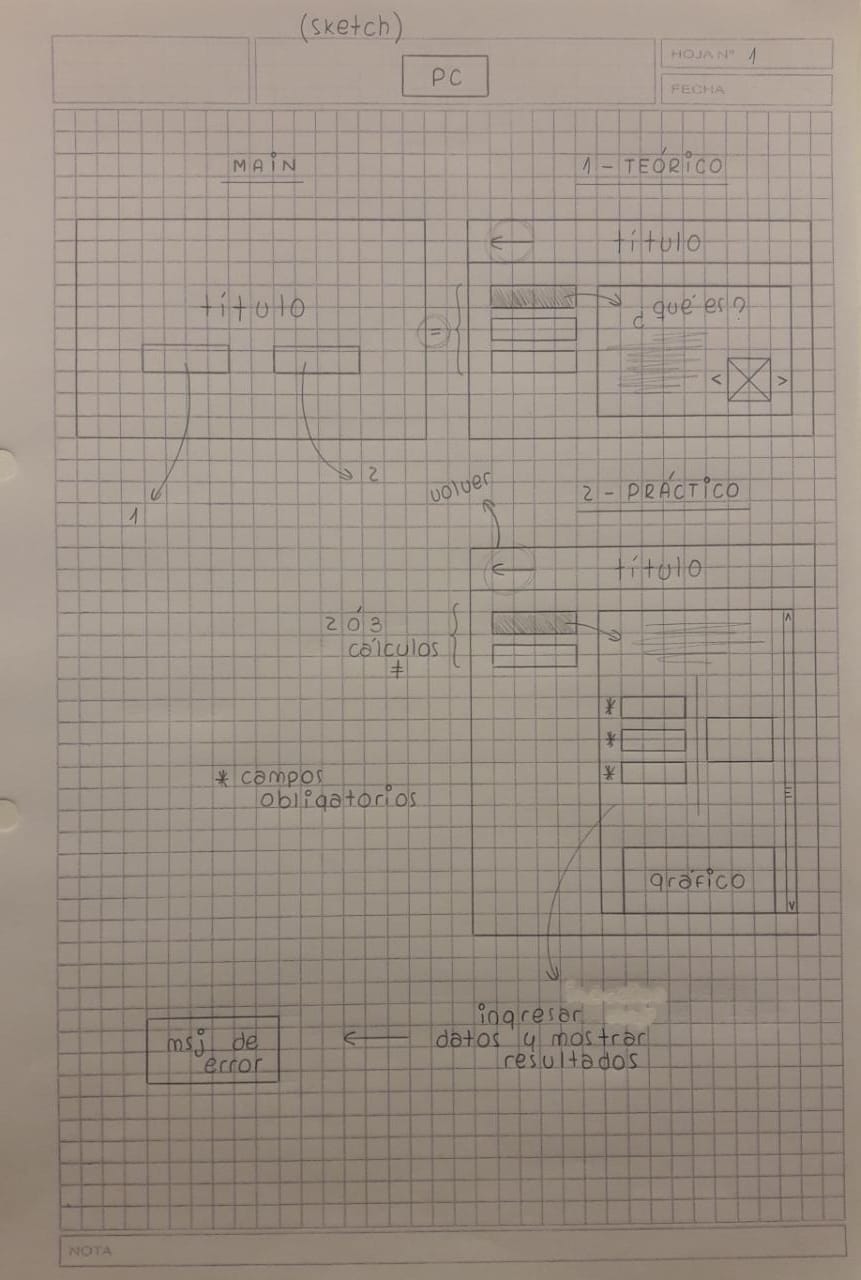 (sketch)
PC
HOJA Nº 1
FECHA
MAIN
título
1
2
1 - TEÓRICO
título
=
¿qué es?
< >
volver
2 - PRÁCTICO
título
2 ó 3
cálculos
≠
*
*
*
* campos
obligatorios
gráfico
ingresar
datos y mostrar
resultados
msj de
error
NOTA